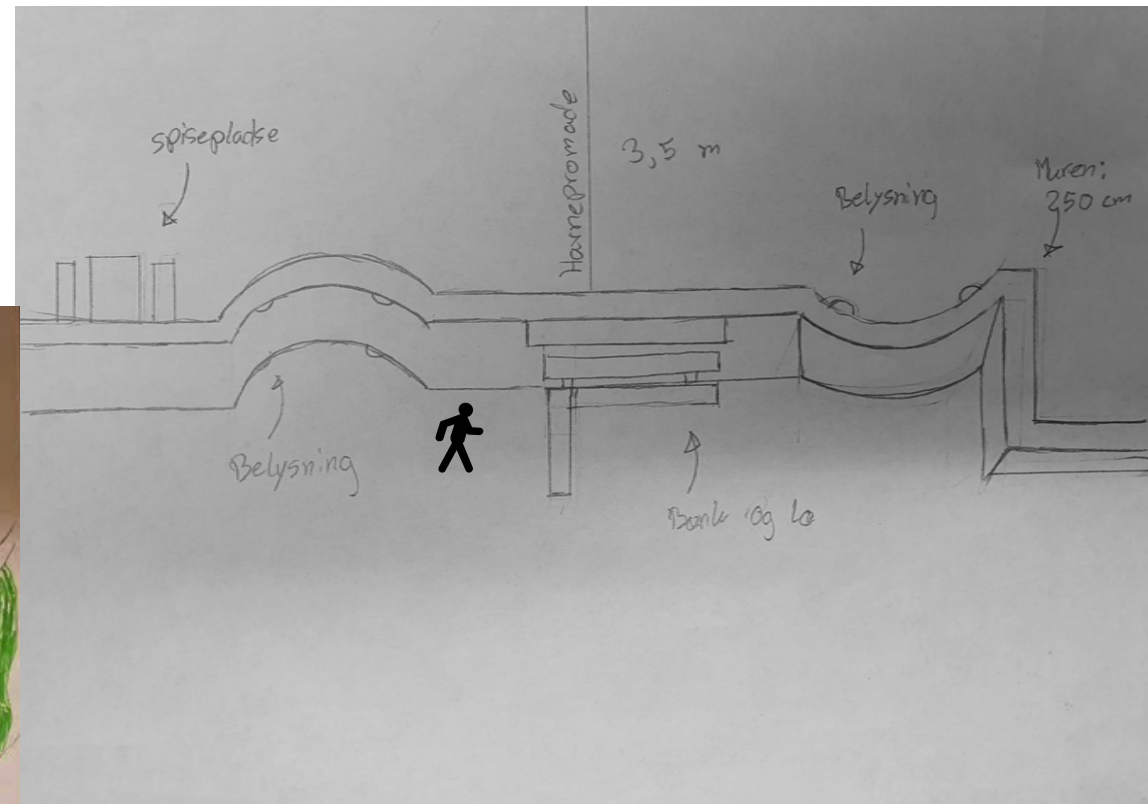 spisepladse
Havnepromade
3,5 m
Belysning
Muren:
250 cm
Belysning
Bænk og læ